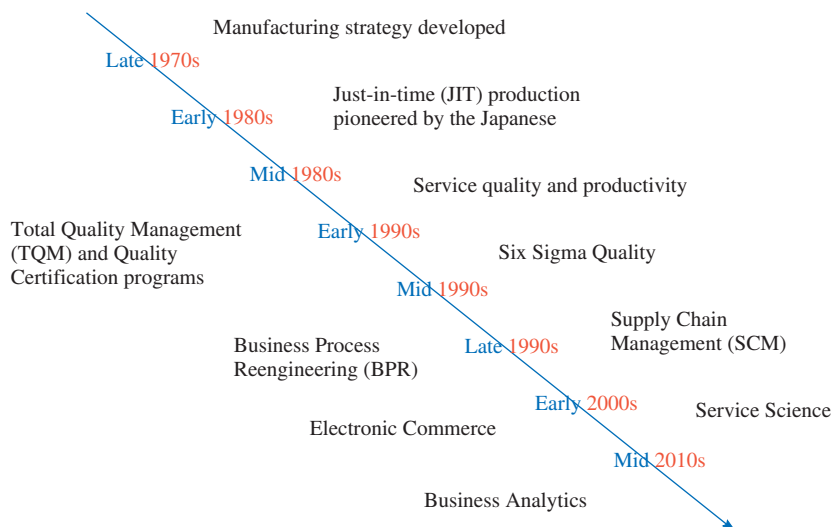 Manufacturing strategy developed
Late 1970s
Just-in-time (JIT) production
pioneered by the Japanese
Early 1980s
Mid 1980s
Service quality and productivity
Total Quality Management
(TQM) and Quality
Certification programs
Early 1990s
Six Sigma Quality
Mid 1990s
Supply Chain
Management (SCM)
Business Process
Reengineering (BPR)
Late 1990s
Early 2000s
Service Science
Electronic Commerce
Mid 2010s
Business Analytics